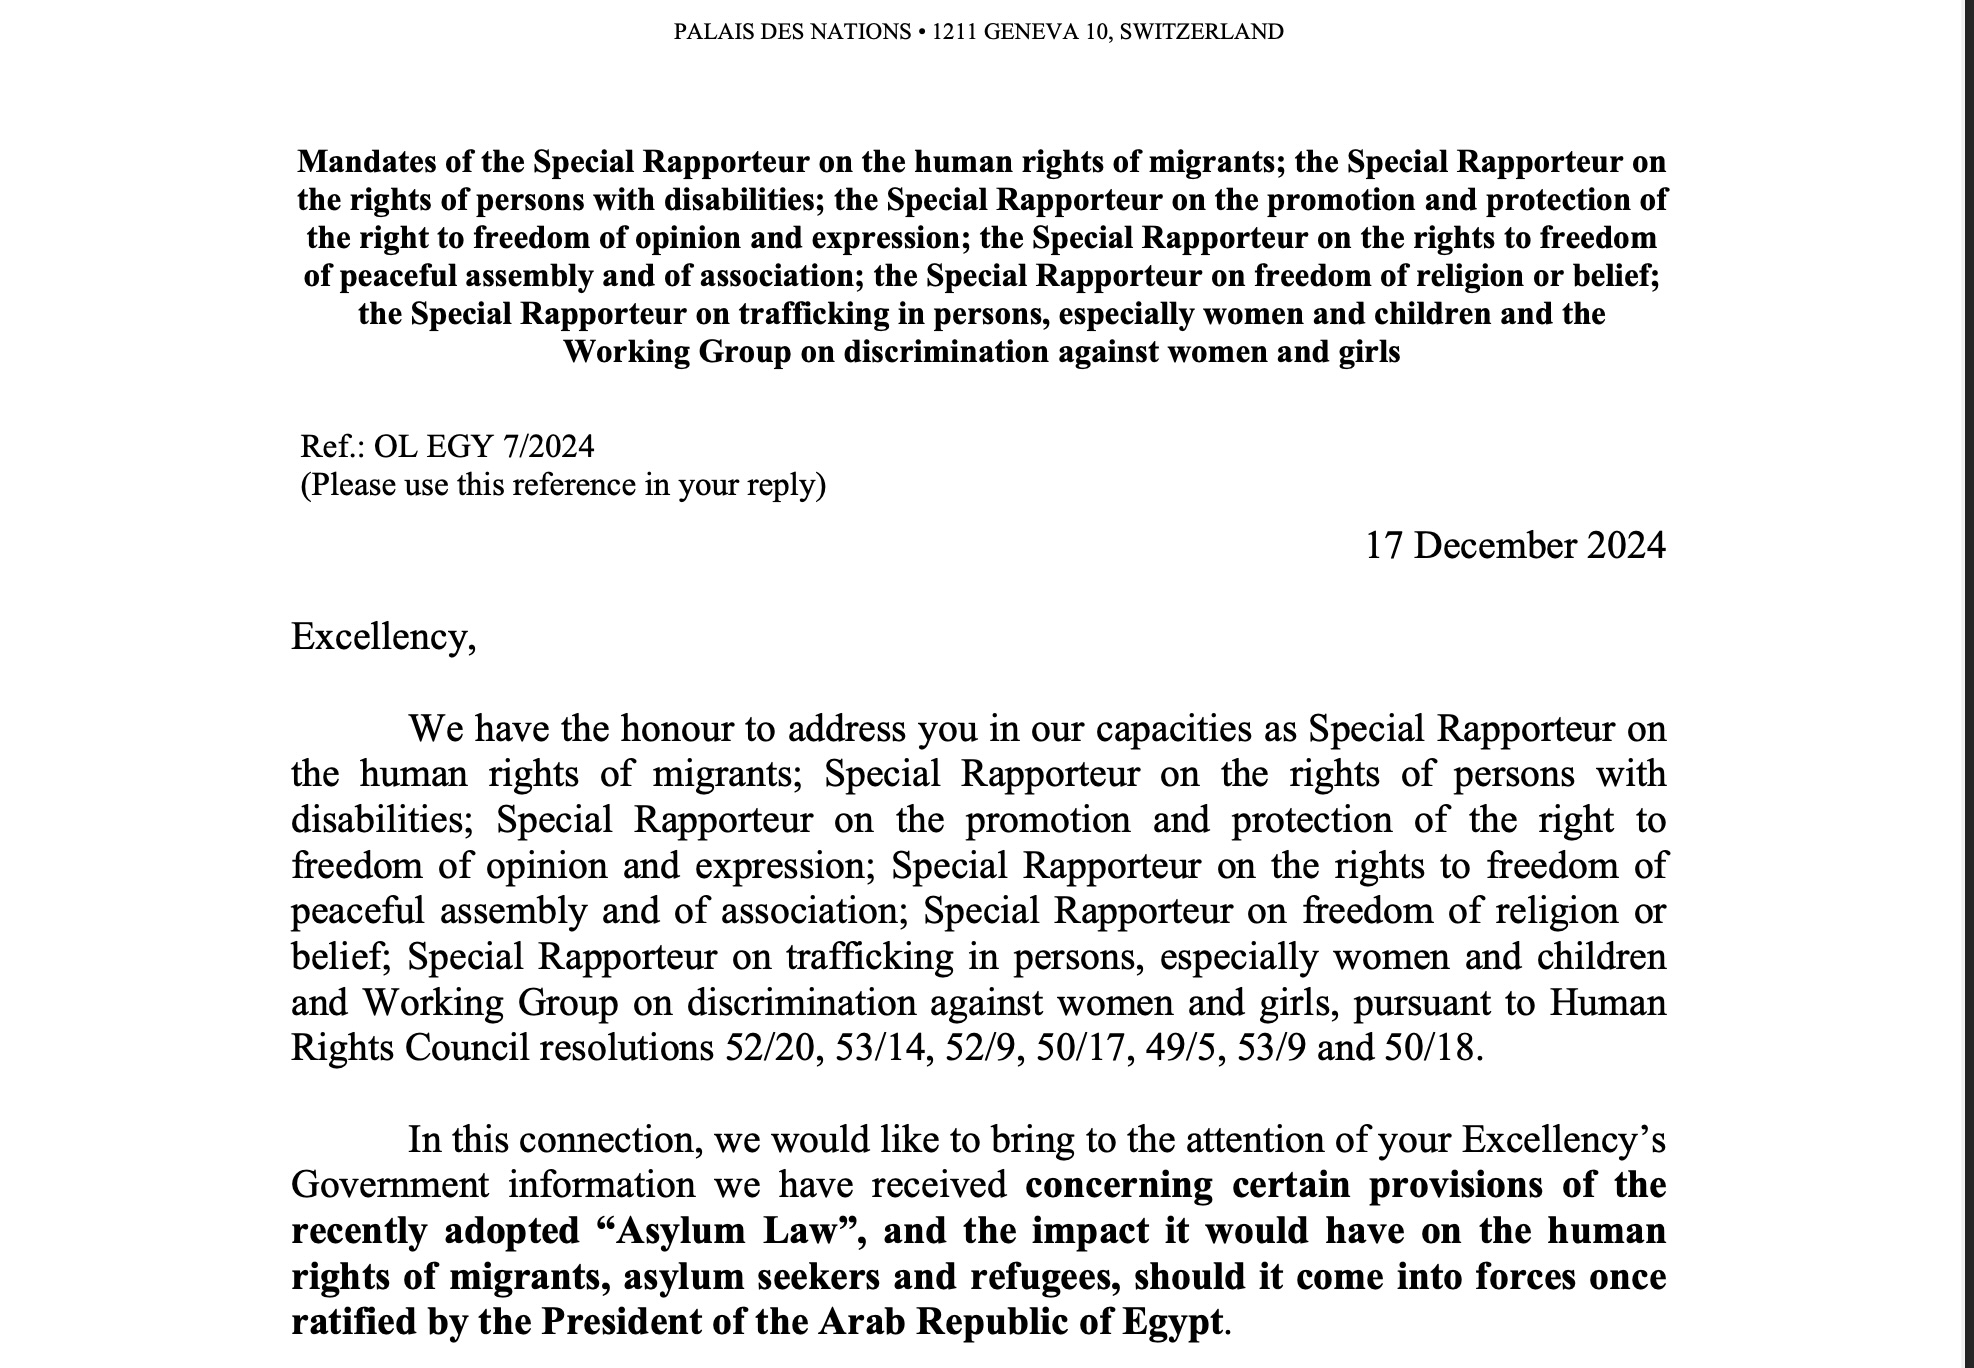 PALAIS DES NATIONS • 1211 GENEVA 10, SWITZERLAND
Mandates of the Special Rapporteur on the human rights of migrants; the Special Rapporteur on
the rights of persons with disabilities; the Special Rapporteur on the promotion and protection of
the right to freedom of opinion and expression; the Special Rapporteur on the rights to freedom
of peaceful assembly and of association; the Special Rapporteur on freedom of religion or belief;
the Special Rapporteur on trafficking in persons, especially women and children and the
Working Group on discrimination against women and girls
Ref.: OL EGY 7/2024
(Please use this reference in your reply)
17 December 2024
Excellency,
We have the honour to address you in our capacities as Special Rapporteur on
the human rights of migrants; Special Rapporteur on the rights of persons with
disabilities; Special Rapporteur on the promotion and protection of the right to
freedom of opinion and expression; Special Rapporteur on the rights to freedom of
peaceful assembly and of association; Special Rapporteur on freedom of religion or
belief; Special Rapporteur on trafficking in persons, especially women and children
and Working Group on discrimination against women and girls, pursuant to Human
Rights Council resolutions 52/20, 53/14, 52/9, 50/17, 49/5, 53/9 and 50/18.
In this connection, we would like to bring to the attention of your Excellency’s
Government information we have received concerning certain provisions of the
recently adopted “Asylum Law”, and the impact it would have on the human
rights of migrants, asylum seekers and refugees, should it come into forces once
ratified by the President of the Arab Republic of Egypt.